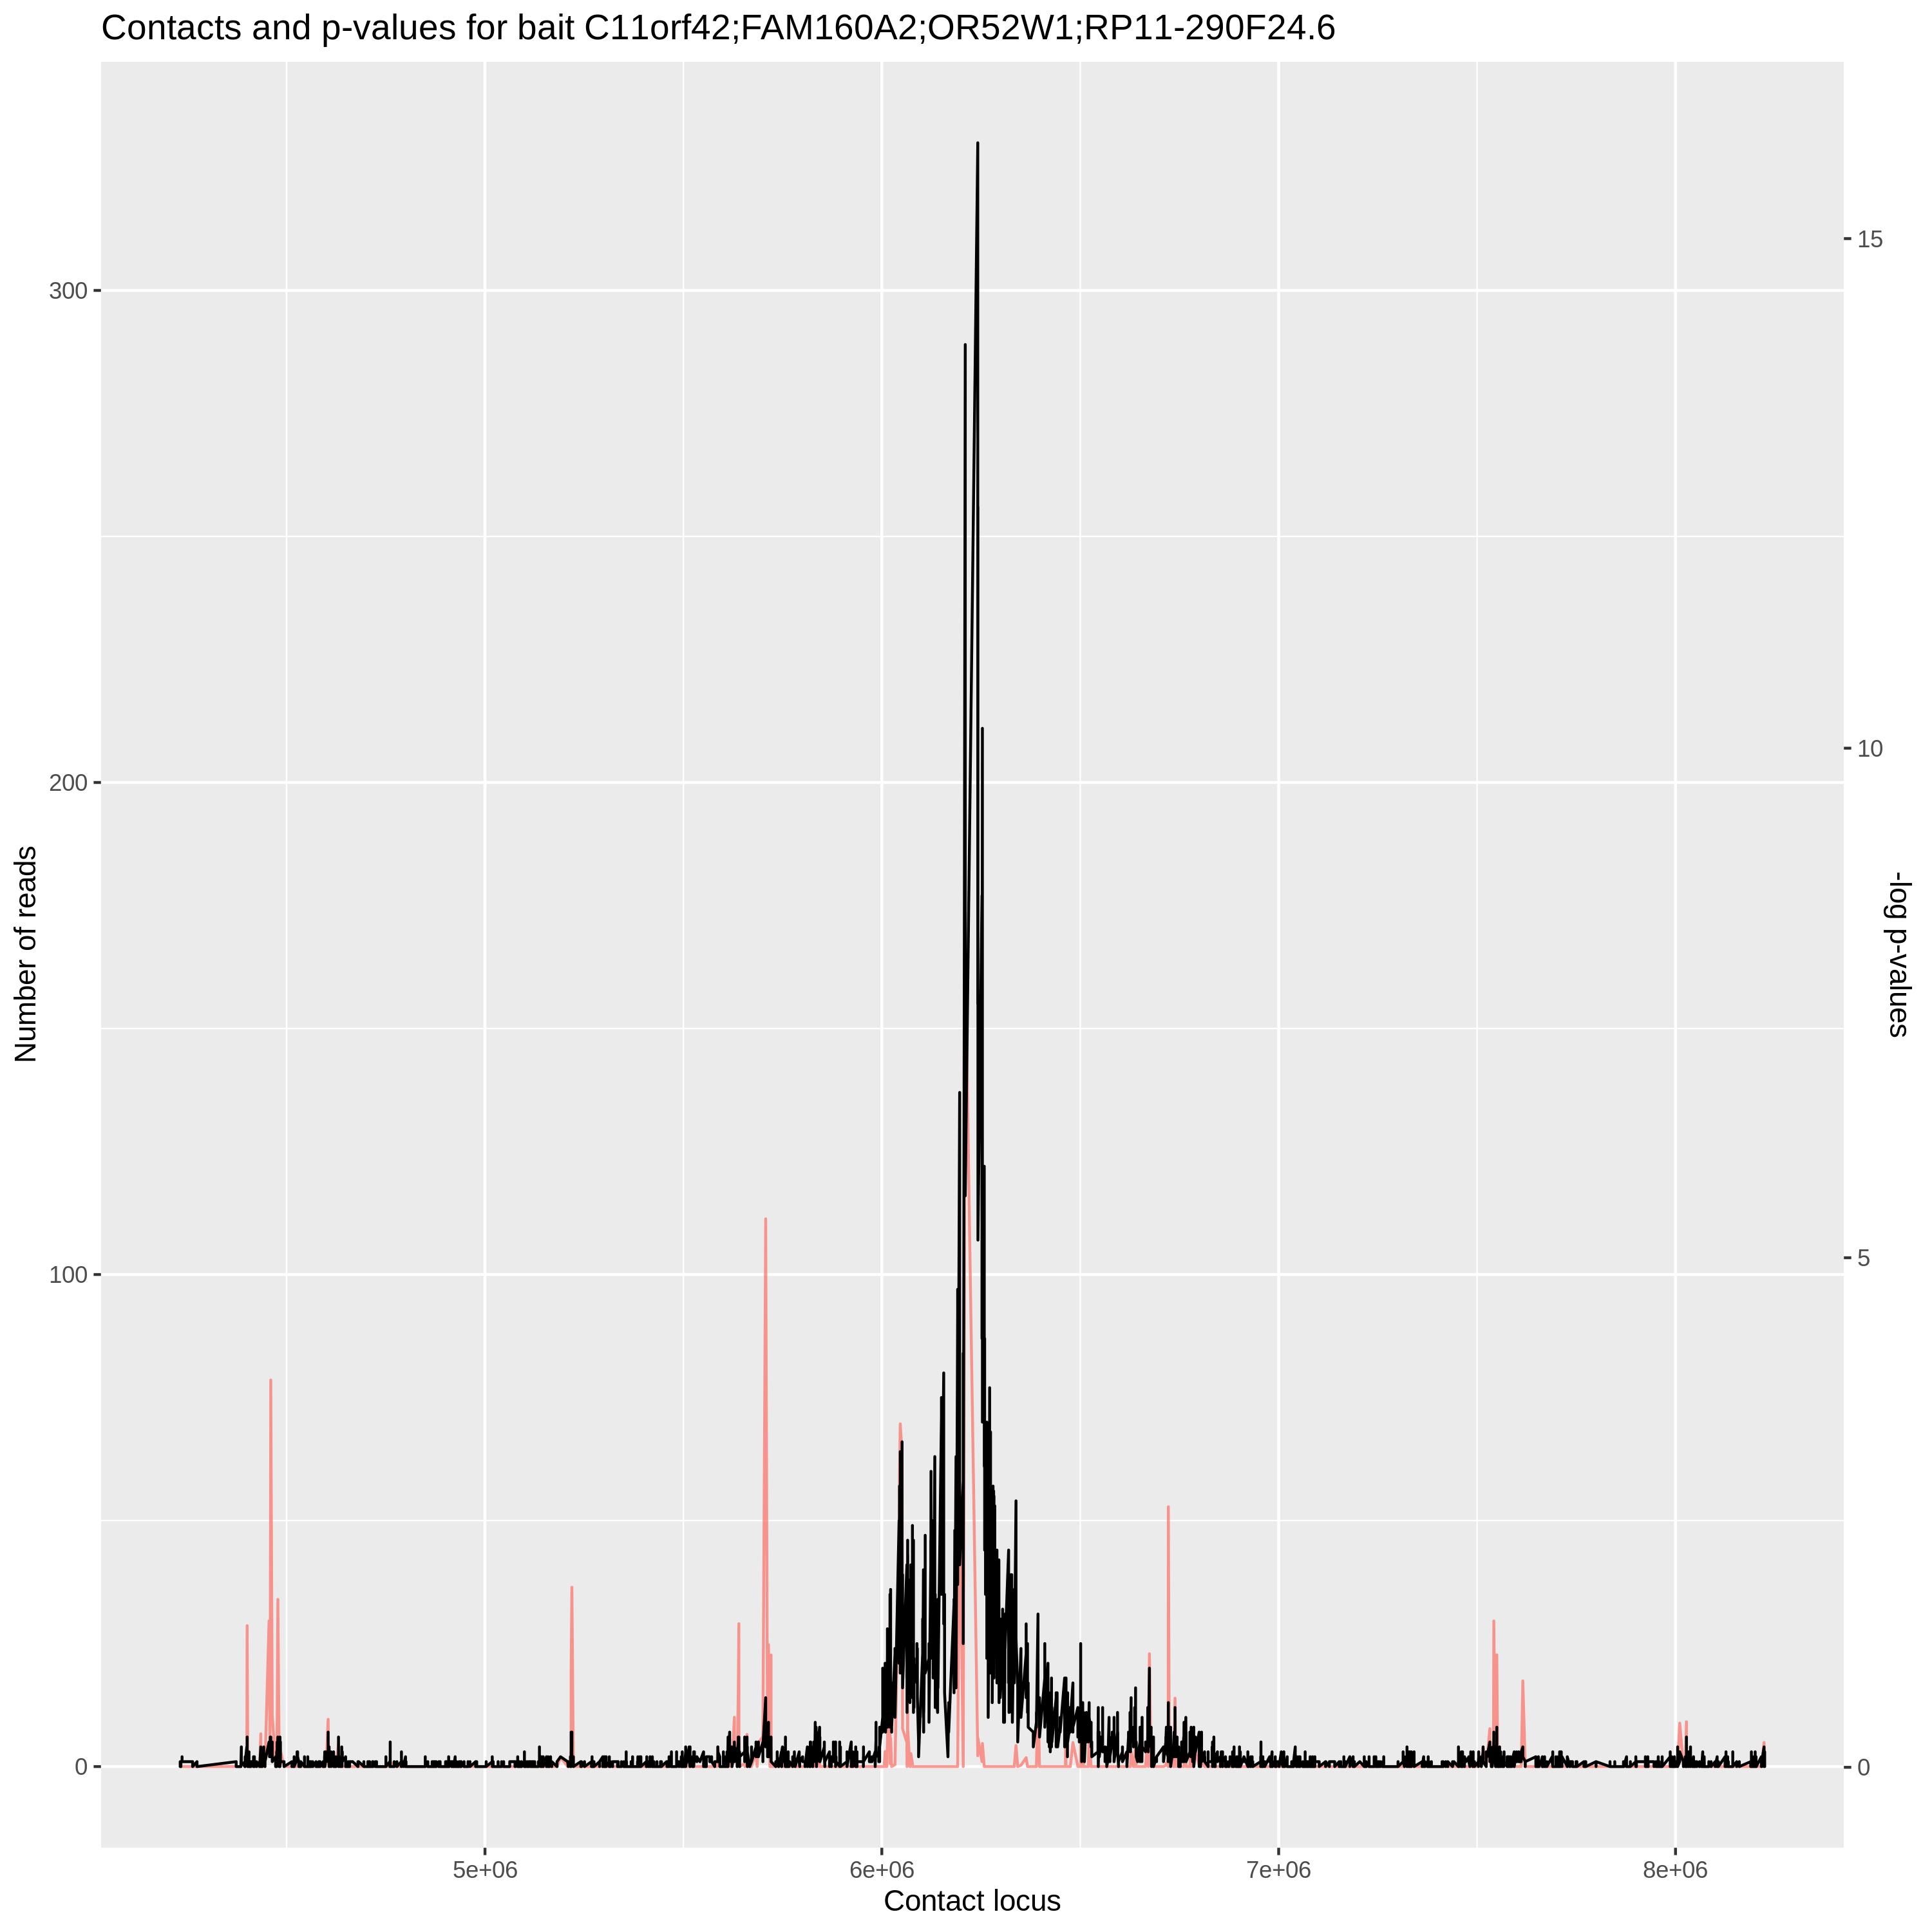 Contacts and p-values for bait C11orf42;FAM160A2;OR52W1;RP11-290F24.6
15
300
10
200
Number of reads
-log p-values
5
100
0
0
5e+06
6e+06
7e+06
8e+06
Contact locus